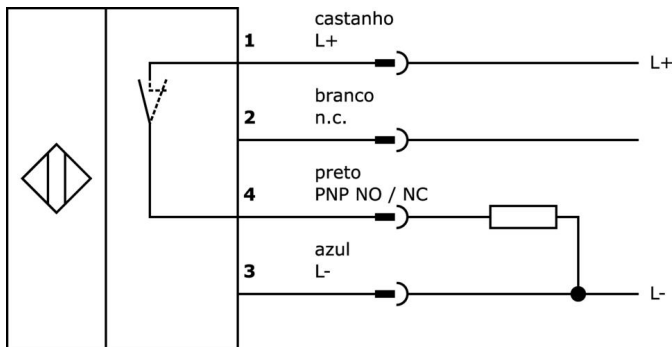 castanho
1 L+ L+
branco
2 n.c.
preto
4 PNP NO / NC
azul
3 L- L-